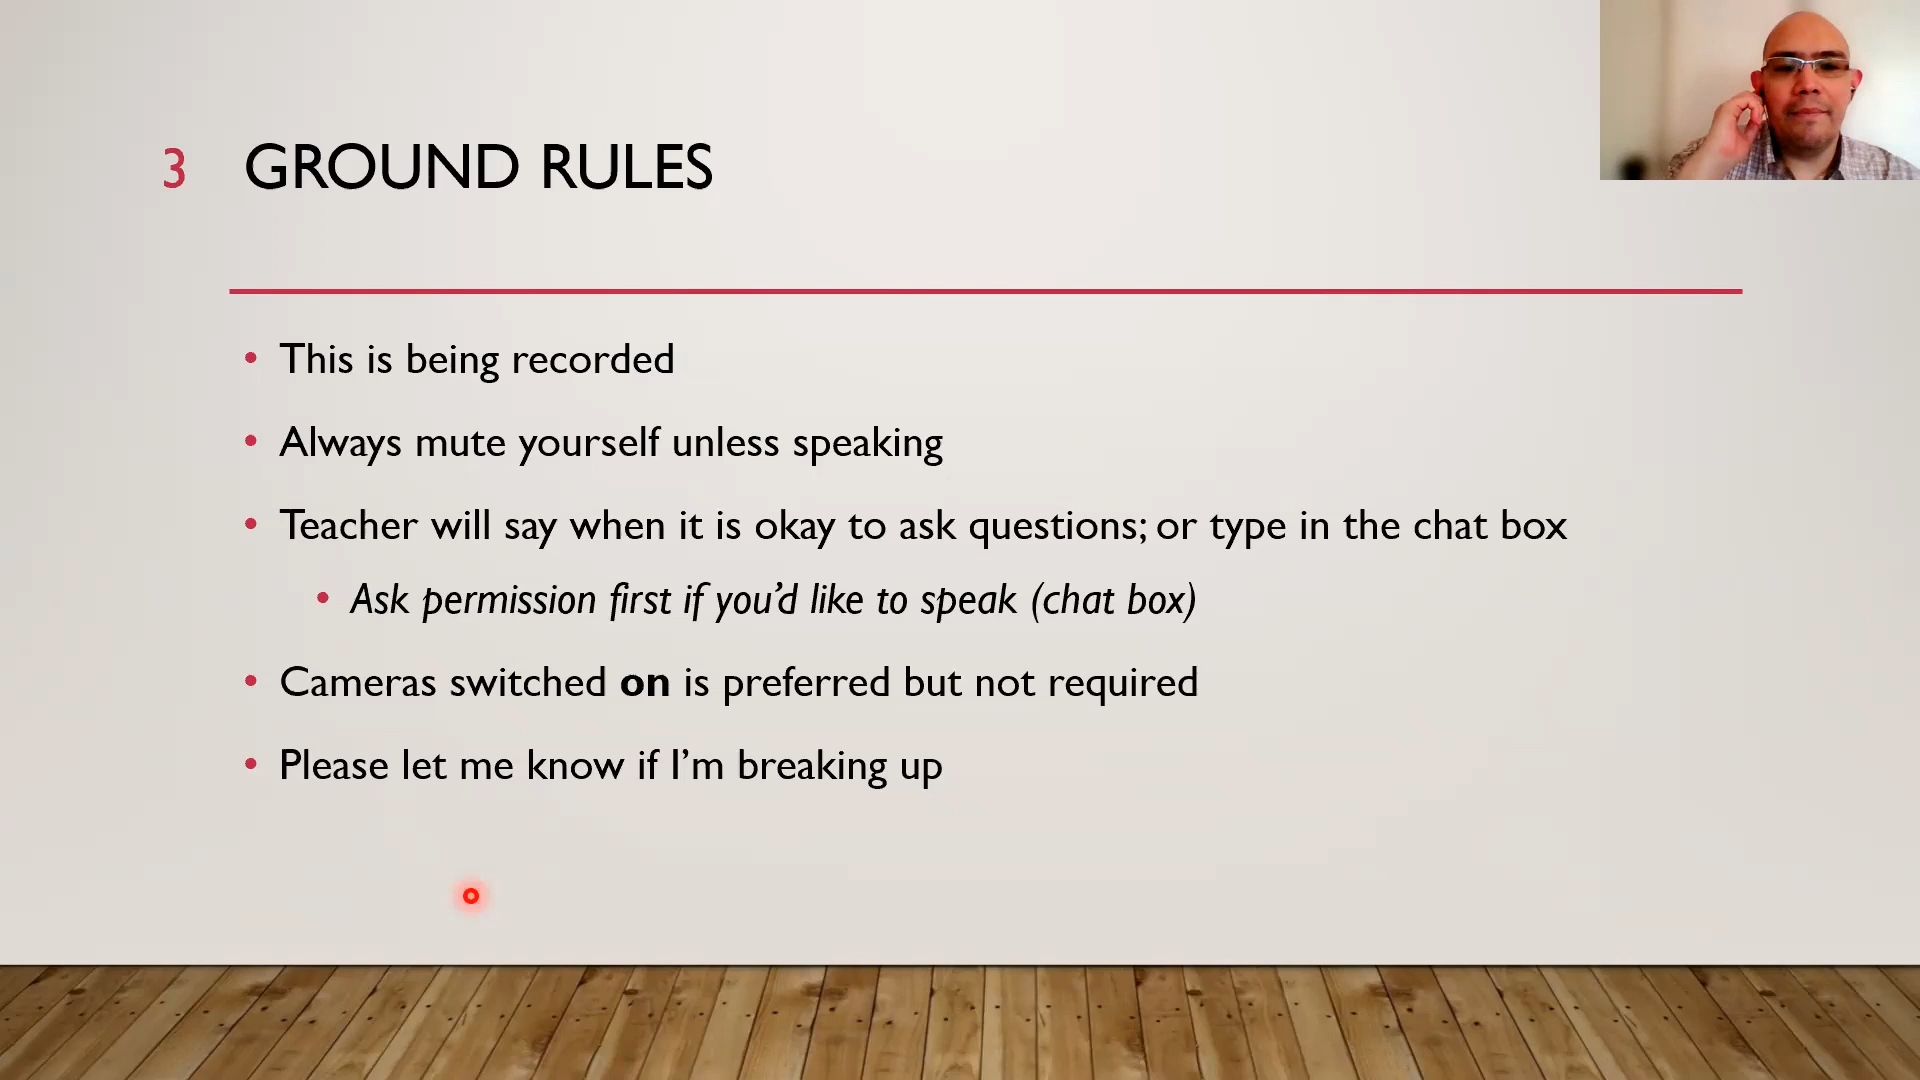 3 GROUND RULES
• This is being recorded
• Always mute yourself unless speaking
• Teacher will say when it is okay to ask questions; or type in the chat box
• Ask permission first if you’d like to speak (chat box)
• Cameras switched on is preferred but not required
• Please let me know if I’m breaking up